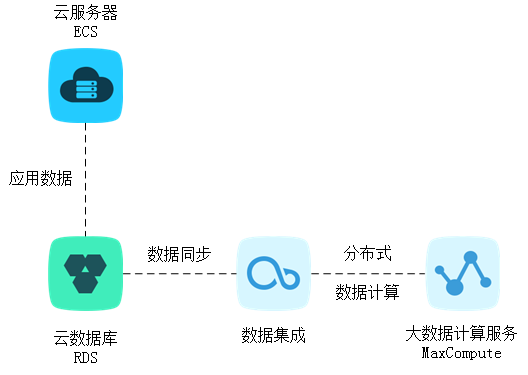 云服务器
ECS
应用数据
数据同步
分布式
数据计算
云数据库
RDS
数据集成
大数据计算服务
MaxCompute